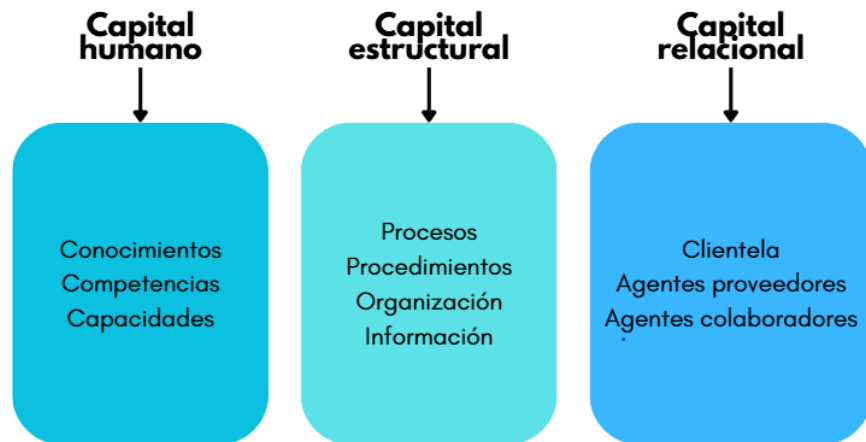 Capital
humano
Conocimientos
Competencias
Capacidades
Capital
estructural
Procesos
Procedimientos
Organización
Información
Capital
relacional
Clientela
Agentes proveedores
Agentes colaboradores